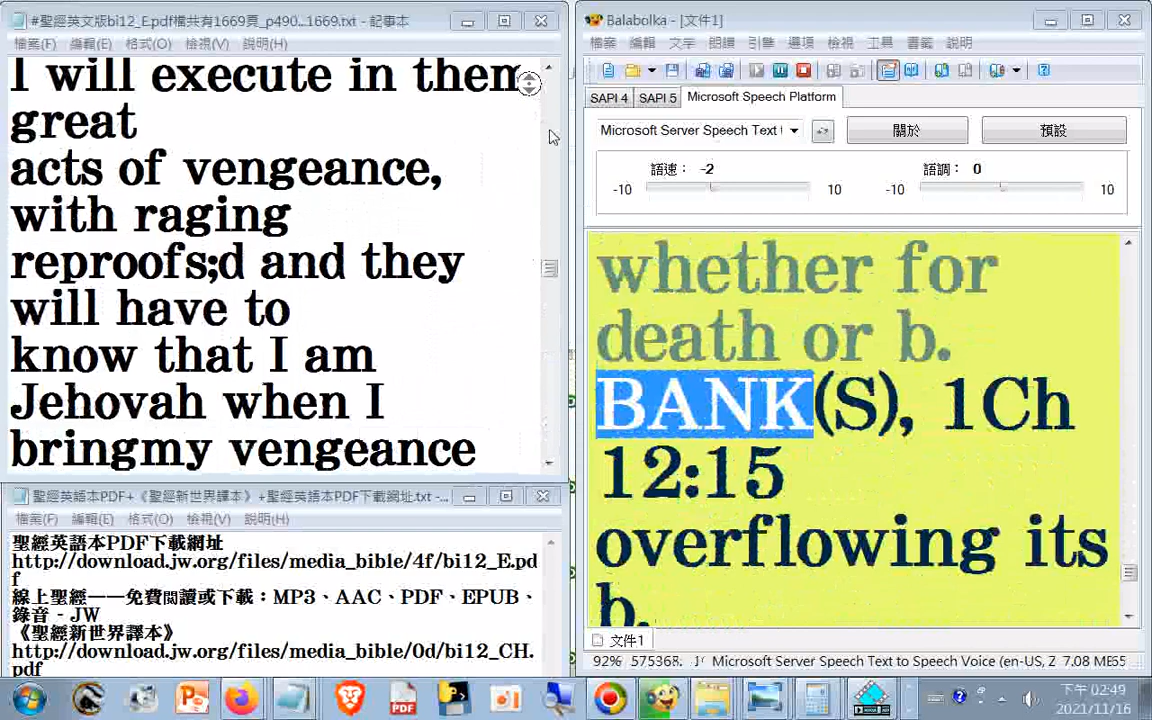 #聖經英文版bi12_E.pdf檔共有1669頁_p490...1669.txt - 記事本
檔案(F) 編輯(E) 格式(O) 檢視(V) 說明(H)
I will execute in them
great
acts of vengeance,
with raging
reproofs;d and they
will have to
know that I am
Jehovah when I
bringmy vengeance
聖經英語本PDF+《聖經新世界譯本》+聖經英語本PDF下載網址.txt -...
檔案(F) 編輯(E) 格式(O) 檢視(V) 說明(H)
聖經英語本PDF下載網址
http://download.jw.org/files/media_bible/4f/bi12_E.pd
f
線上聖經——免費閱讀或下載：MP3、AAC、PDF、EPUB、
錄音 - JW
《聖經新世界譯本》
http://download.jw.org/files/media_bible/0d/bi12_CH.
pdf
Balabolka - [文件1]
檔案 編輯 文字 朗讀 引擎 選項 檢視 工具 書籤 說明
SAPI 4 SAPI 5 Microsoft Speech Platform
Microsoft Server Speech Text 關於 預設
語速： -2 語調： 0
-10 10 -10 10
whether for
death or b.
BANK(S), 1Ch
12:15
overflowing its
b.
文件1
92% 575368. Microsoft Server Speech Text to Speech Voice (en-US, Z 7.08 ME
PDF
下午 02:49
2021/11/16